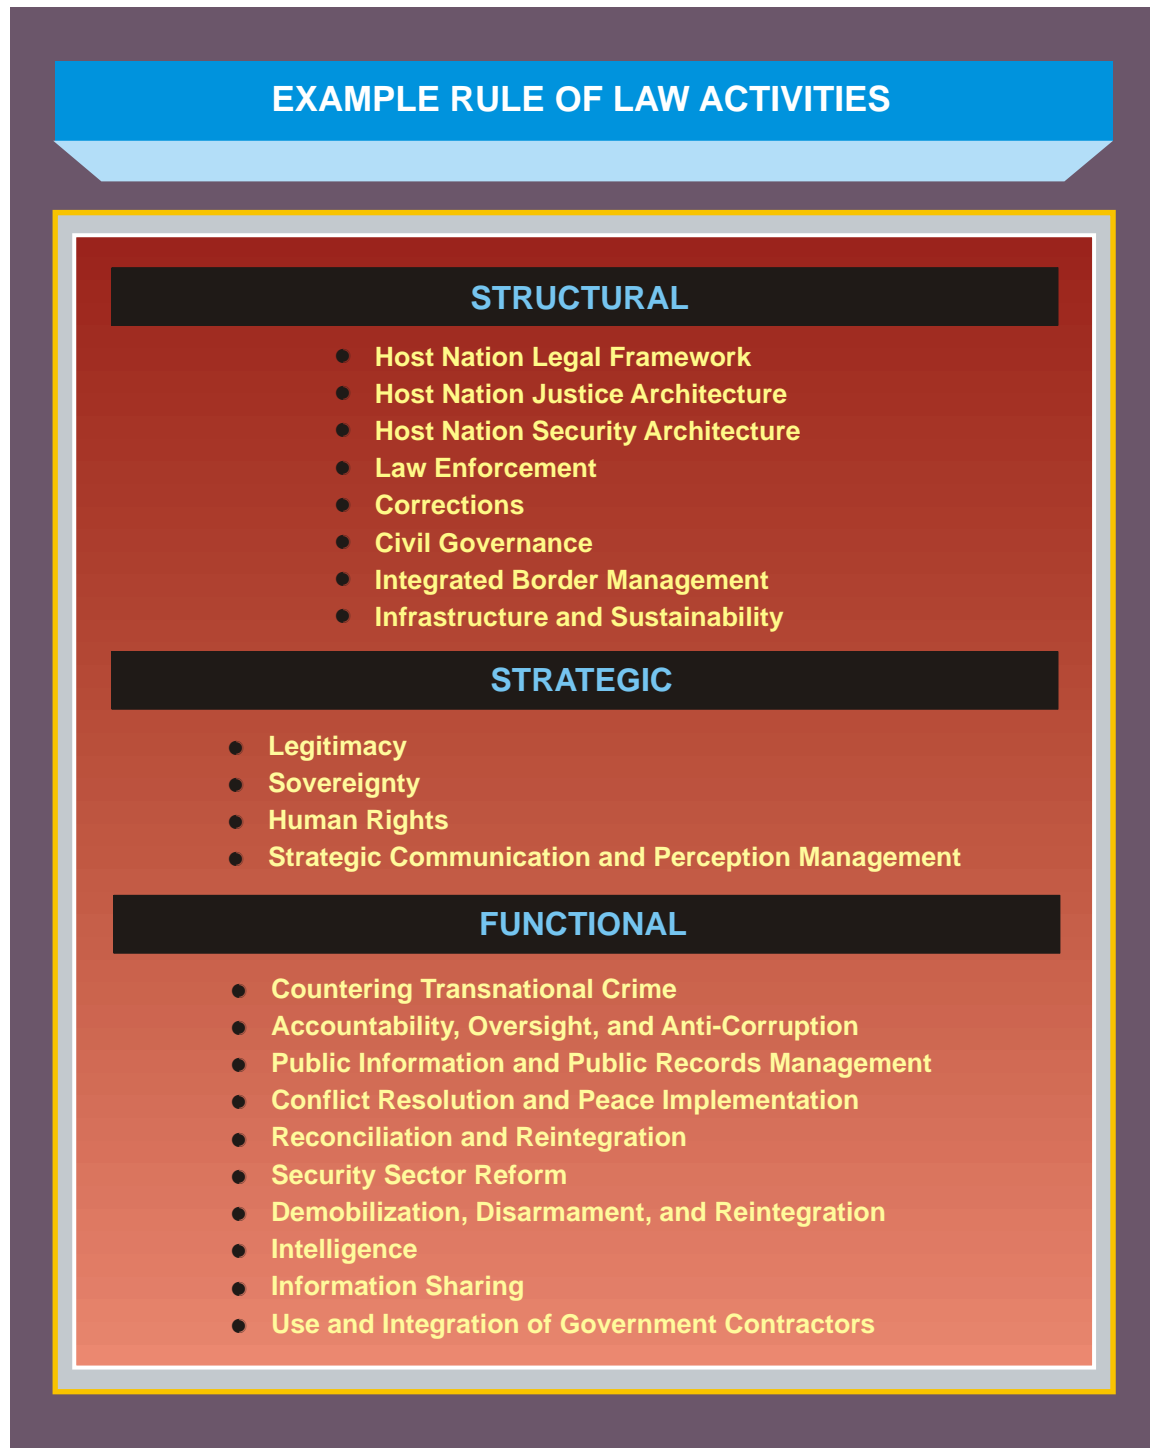 EXAMPLE RULE OF LAW ACTIVITIES
STRUCTURAL
Host Nation Legal Framework
Host Nation Justice Architecture
Host Nation Security Architecture
Law Enforcement
Corrections
Civil Governance
Integrated Border Management
Infrastructure and Sustainability
STRATEGIC
Legitimacy
Sovereignty
Human Rights
Strategic Communication and Perception Management
FUNCTIONAL
Countering Transnational Crime
Accountability, Oversight, and Anti-Corruption
Public Information and Public Records Management
Conflict Resolution and Peace Implementation
Reconciliation and Reintegration
Security Sector Reform
Demobilization, Disarmament, and Reintegration
Intelligence
Information Sharing
Use and Integration of Government Contractors